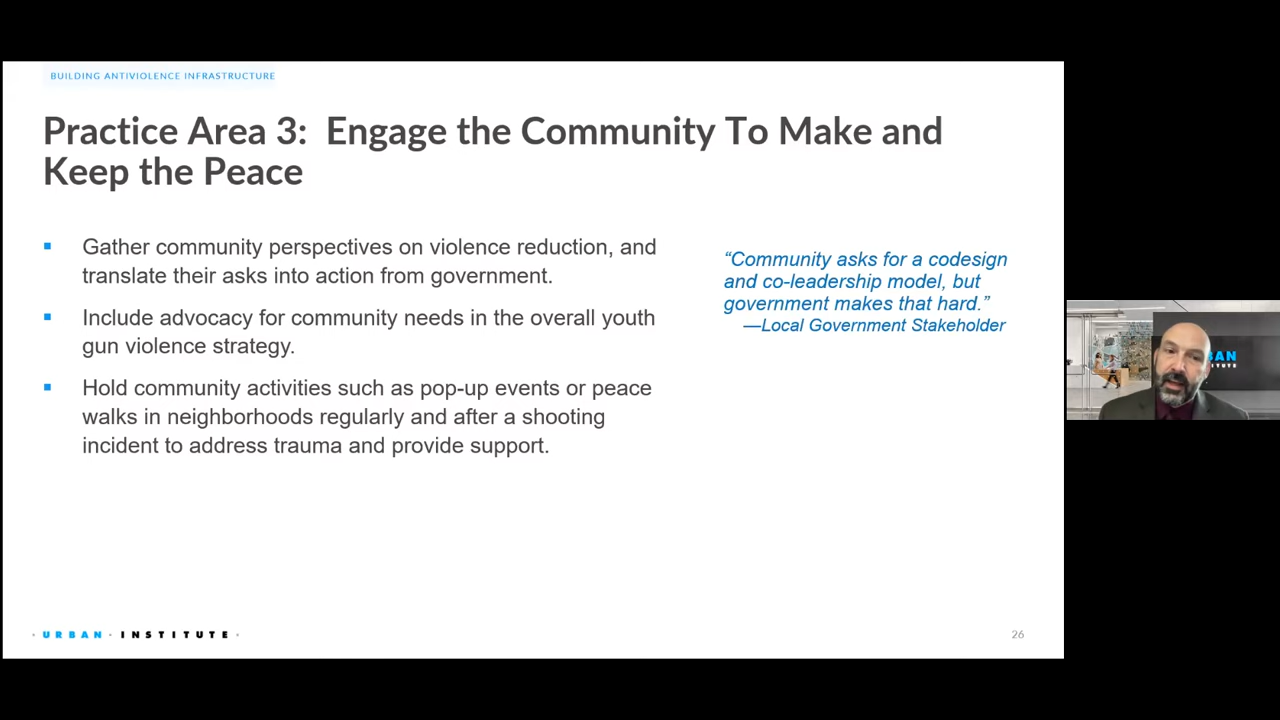 BUILDING ANTIVIOLENCE INFRASTRUCTURE
Practice Area 3:  Engage the Community To Make and
Keep the Peace
Gather community perspectives on violence reduction, and
translate their asks into action from government.
Include advocacy for community needs in the overall youth
gun violence strategy.
Hold community activities such as pop-up events or peace
walks in neighborhoods regularly and after a shooting
incident to address trauma and provide support.
“Community asks for a codesign
and co-leadership model, but
government makes that hard.”
—Local Government Stakeholder
· URBAN · INSTITUTE ·
26